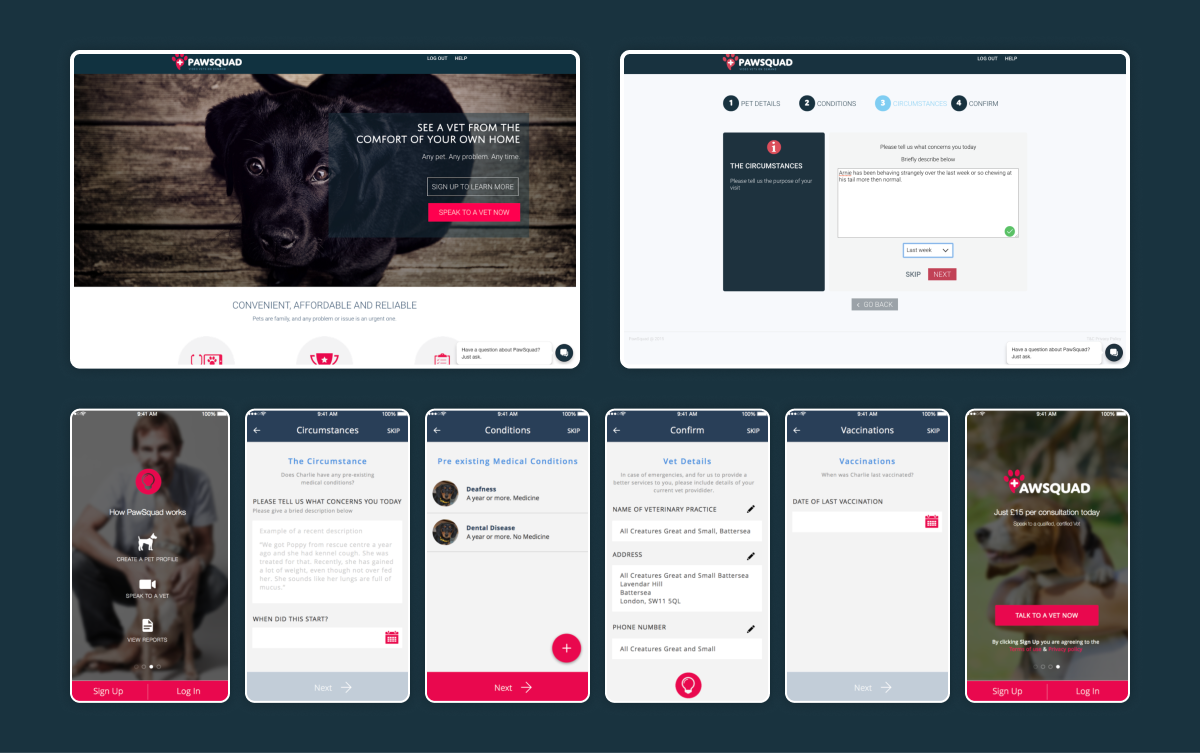 PAWSQUAD
LOG OUT HELP
SEE A VET FROM THE
COMFORT OF YOUR OWN HOME
Any pet. Any problem. Any time.
SIGN UP TO LEARN MORE
SPEAK TO A VET NOW
CONVENIENT, AFFORDABLE AND RELIABLE
Pets are family, and any problem or issue is an urgent one.
Have a question about PawSquad?
Just ask.
PAWSQUAD
LOG OUT HELP
1 PET DETAILS 2 CONDITIONS 3 CIRCUMSTANCES 4 CONFIRM
THE CIRCUMSTANCES
Please tell us the purpose of your
visit
Please tell us what concerns you today
Briefly describe below
Arnie has been behaving strangely over the last week or so chewing at
his tail more then normal.
Last week
SKIP NEXT
GO BACK
Have a question about PawSquad?
Just ask.
9:41 AM 100%
How PawSquad works
CREATE A PET PROFILE
SPEAK TO A VET
VIEW REPORTS
Sign Up Log In
9:41 AM 100%
Circumstances SKIP
The Circumstance
Does Charlie have any pre-existing
medical conditions?
PLEASE TELL US WHAT CONCERNS YOU TODAY
Please give a bried description below
Example of a recent description
"We got Poppy from rescue centre a year
ago and she had kennel cough. She was
treated for that. Recently, she has gained
a lot of weight, even though not over fed
her. She sounds like her lungs are full of
mucus."
WHEN DID THIS START?
Next
9:41 AM 100%
Conditions SKIP
Pre existing Medical Conditions
Deafness
A year or more. Medicine
Dental Disease
A year or more. No Medicine
Next
9:41 AM 100%
Confirm SKIP
Vet Details
In case of emergencies, and for us to provide a
better services to you, please include details of your
current vet providider.
NAME OF VETERINARY PRACTICE
All Creatures Great and Small, Battersea
ADDRESS
All Creatures Great and Small Battersea
Lavendar Hill
Battersea
London, SW11 5QL
PHONE NUMBER
All Creatures Great and Small
9:41 AM 100%
Vaccinations SKIP
Vaccinations
When was Charlie last vaccinated?
DATE OF LAST VACCINATION
Next
9:41 AM 100%
PAWSQUAD
Just £15 per consultation today
Speak to a qualified, certified Vet
TALK TO A VET NOW
By clicking Sign Up you are agreeing to the
Terms of use & Privacy policy
Sign Up Log In